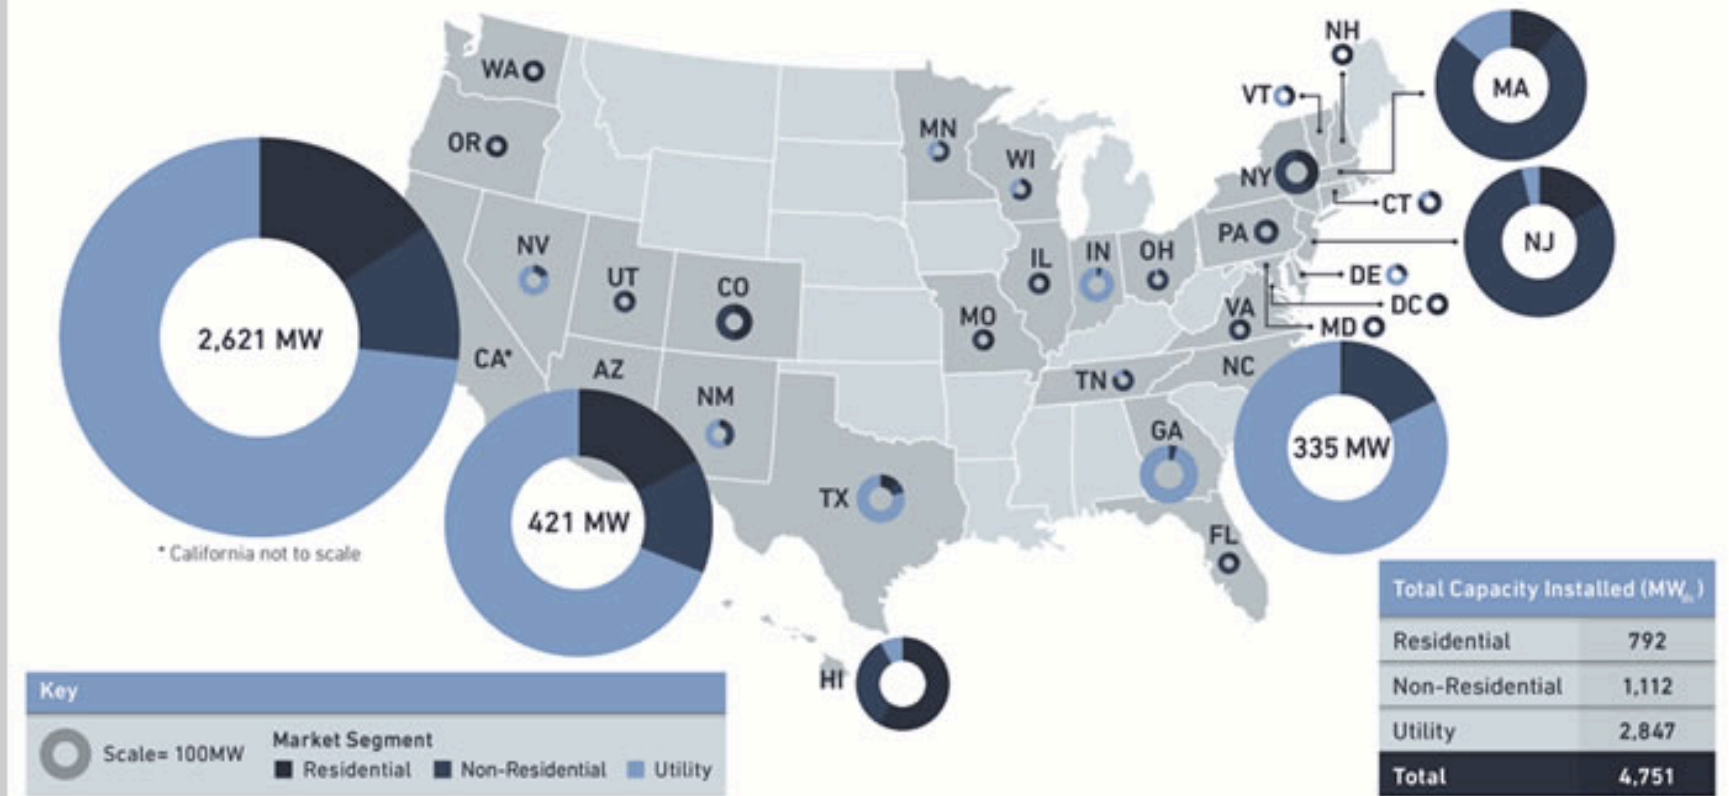 NH
WA
MA
VT
MN
OR
WI
NY
CT
PA
NJ
NV
IL
IN
OH
UT
DE
CO
DC
VA
MO
MD
2,621 MW
CA*
AZ
NC
TN
NM
GA
335 MW
TX
421 MW
FL
* California not to scale
HI
Total Capacity Installed (MWdc)
Residential 792
Non-Residential 1,112
Utility 2,847
Total 4,751
Key
Scale= 100MW
Market Segment
Residential Non-Residential Utility